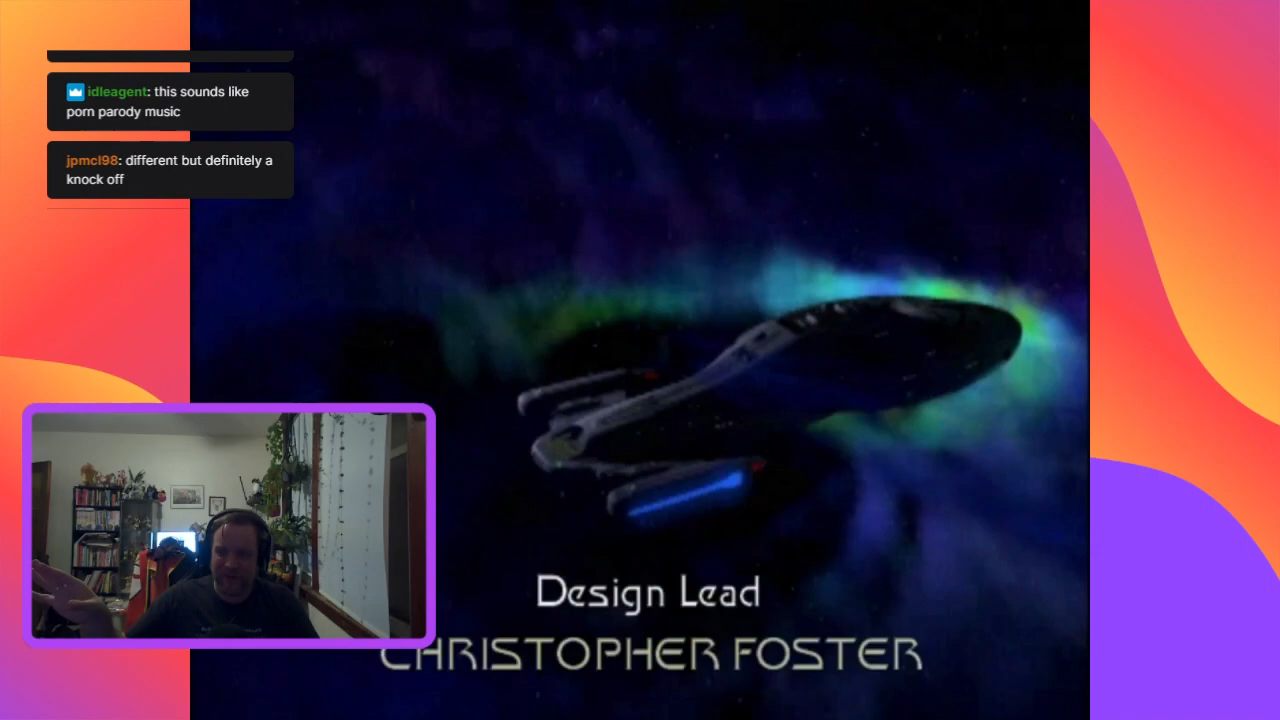 idleagent: this sounds like
porn parody music
jpmcl98: different but definitely a
knock off
Design Lead
CHRISTOPHER FOSTER